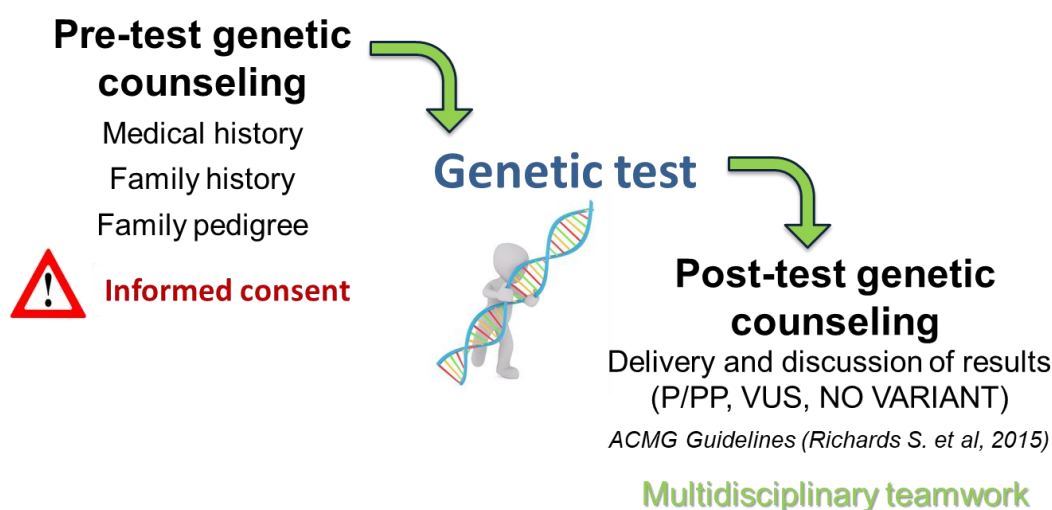 Pre-test genetic
counseling
Medical history
Family history
Family pedigree
! Informed consent
Genetic test
Post-test genetic
counseling
Delivery and discussion of results
(P/PP, VUS, NO VARIANT)
ACMG Guidelines (Richards S. et al, 2015)
Multidisciplinary teamwork